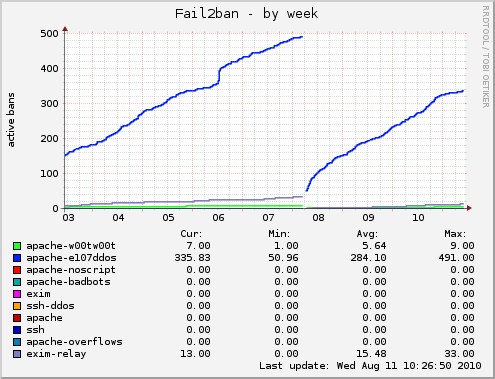 Fail2ban - by week
RRDTOOL / TOBI OETIKER
active bans
500
400
300
200
100
0
03 04 05 06 07 08 09 10
Cur: Min: Avg: Max:
apache-w00tw00t 7.00 1.00 5.64 9.00
apache-e107ddos 335.83 50.96 284.10 491.00
apache-noscript 0.00 0.00 0.00 0.00
apache-badbots 0.00 0.00 0.00 0.00
exim 0.00 0.00 0.00 0.00
ssh-ddos 0.00 0.00 0.00 0.00
apache 0.00 0.00 0.00 0.00
ssh 0.00 0.00 0.00 0.00
apache-overflows 0.00 0.00 0.00 0.00
exim-relay 13.00 0.00 15.48 33.00
Last update: Wed Aug 11 10:26:50 2010